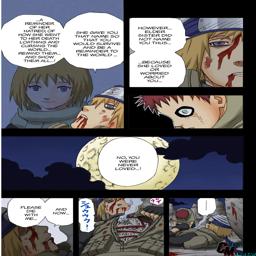 A
REMINDER
OF HER
HATRED OF
HOW SHE WENT
TO HER DEATH
LOATHING AND
CURSING THE
WORLD.
REMIND THEM...
AND SHOW
THEM ALL...!
SHE GAVE YOU
THAT NAME SO
THAT YOU
WOULD SURVIVE
AND BE A
REMINDER TO
THE WORLD...
HOWEVER...
ELDER
SISTER DID
NOT NAME
YOU THUS...
...BECAUSE
SHE LOVED
OR
WORRIED
ABOUT
YOU...
NO, YOU
WERE
NEVER
LOVED...!
AND
NOW...
PLEASE
DIE
WITH
ME...